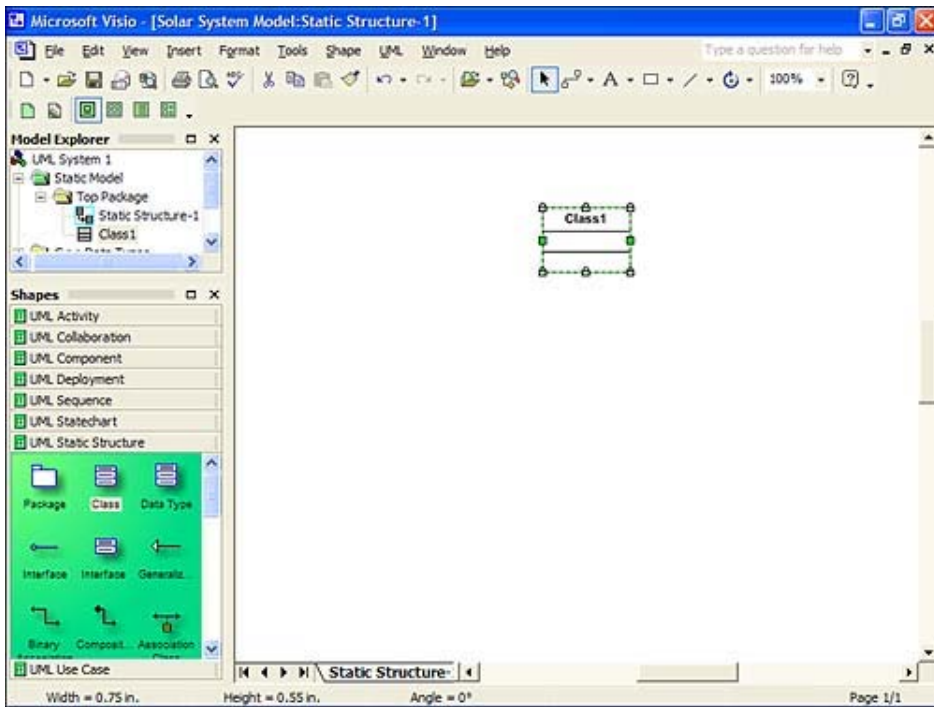 Microsoft Visio - [Solar System Model:Static Structure-1]
File Edit View Insert Format Tools Shape UML Window Help Type a question for help
100%
Model Explorer
UML System 1
Static Model
Top Package
Static Structure-1
Class1
Class1
Shapes
UML Activity
UML Collaboration
UML Component
UML Deployment
UML Sequence
UML Statechart
UML Static Structure
Package Class Data Type
Interface Interface Generaliz...
Binary Composit... Association
UML Use Case
Static Structure-
Width = 0.75 in. Height = 0.55 in. Angle = 0° Page 1/1